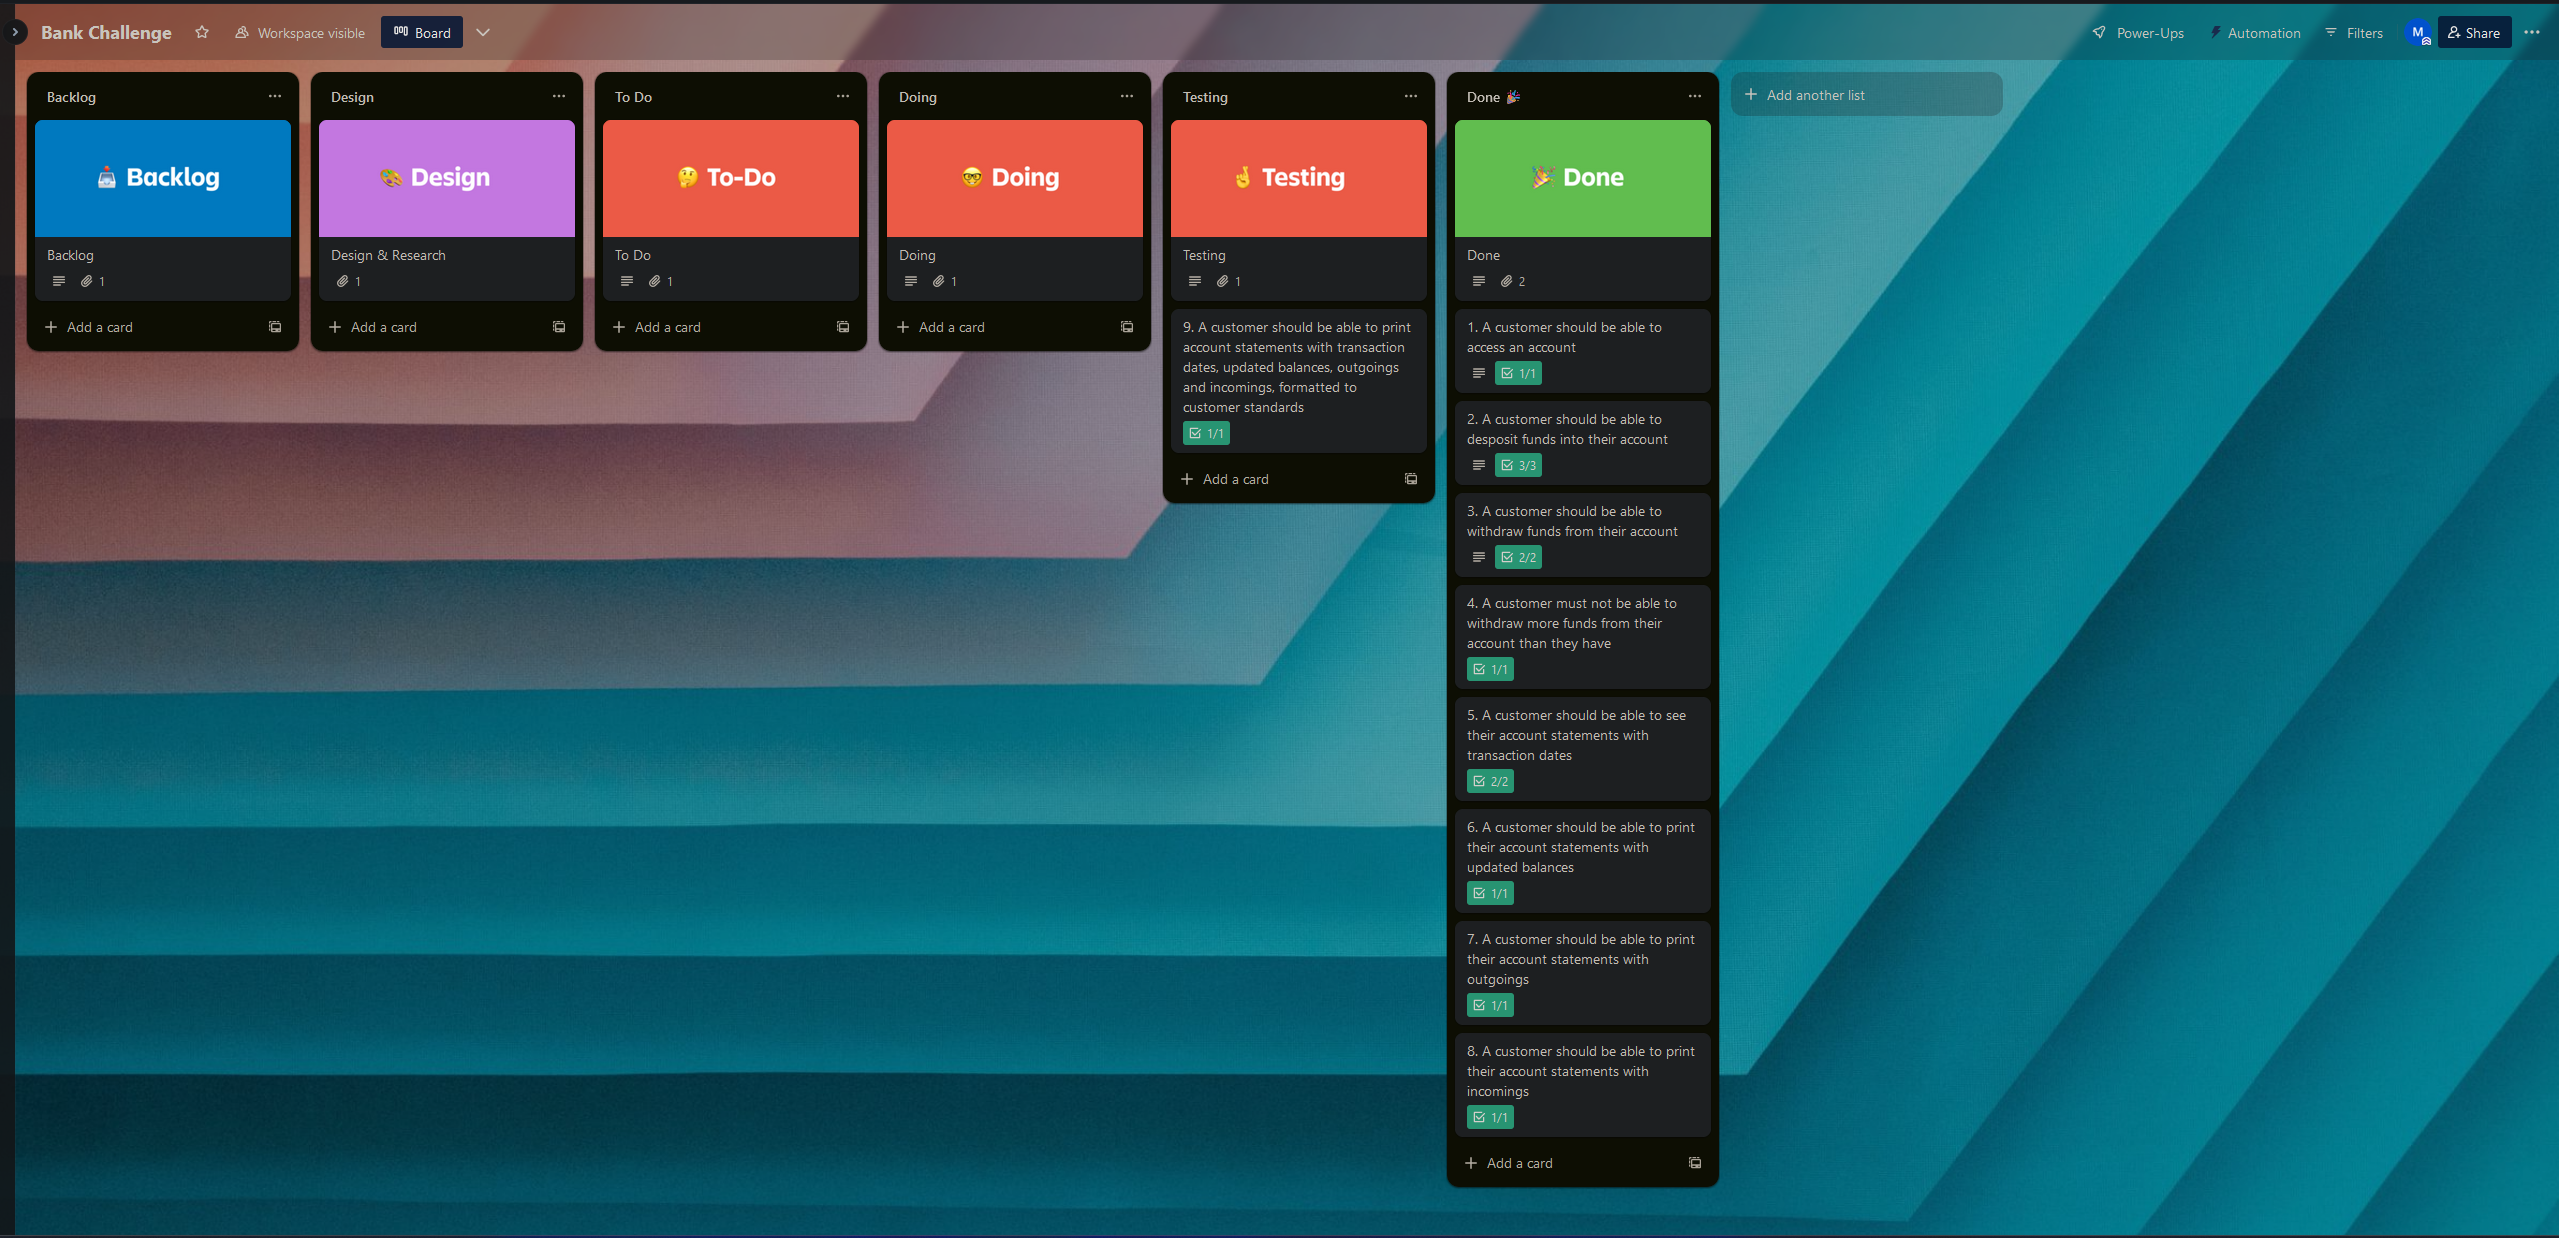 Bank Challenge
Workspace visible
Board
Power-Ups
Automation
Filters
M
Share
Backlog
Backlog
Backlog
1
Add a card
Design
Design
Design & Research
1
Add a card
To Do
To-Do
To Do
1
Add a card
Doing
Doing
Doing
1
Add a card
Testing
Testing
Testing
1
9. A customer should be able to print
account statements with transaction
dates, updated balances, outgoings
and incomings, formatted to
customer standards
1/1
Add a card
Done
Done
Done
2
1. A customer should be able to
access an account
1/1
2. A customer should be able to
desposit funds into their account
3/3
3. A customer should be able to
withdraw funds from their account
2/2
4. A customer must not be able to
withdraw more funds from their
account than they have
1/1
5. A customer should be able to see
their account statements with
transaction dates
2/2
6. A customer should be able to print
their account statements with
updated balances
1/1
7. A customer should be able to print
their account statements with
outgoings
1/1
8. A customer should be able to print
their account statements with
incomings
1/1
Add a card
Add another list